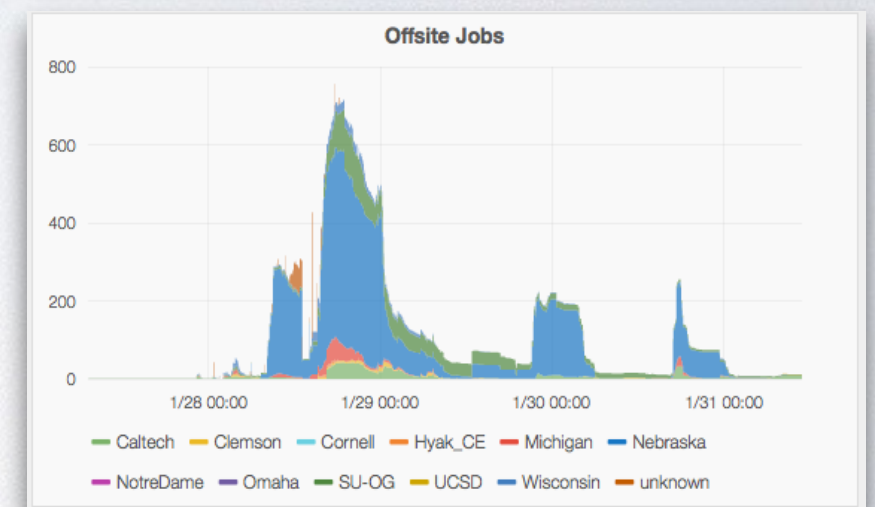 Offsite Jobs
800
600
400
200
0
1/28 00:00 1/29 00:00 1/30 00:00 1/31 00:00
Caltech Clemson Cornell Hyak_CE Michigan Nebraska
NotreDame Omaha SU-OG UCSD Wisconsin unknown